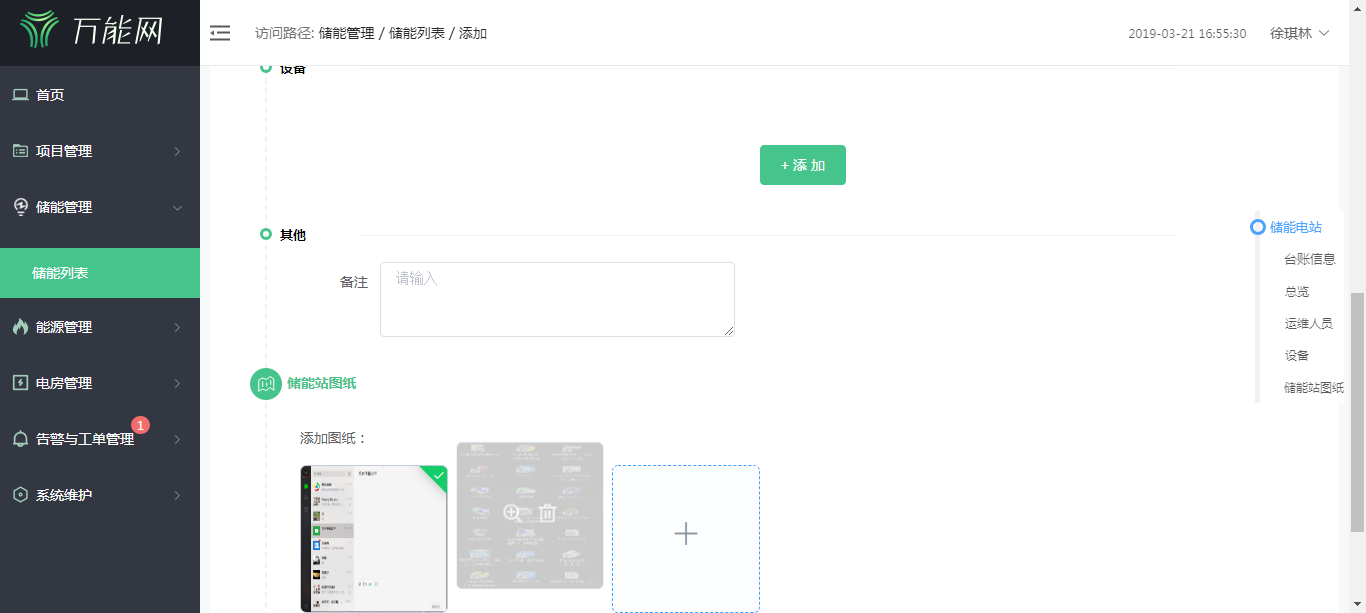 万能网
访问路径: 储能管理 / 储能列表 / 添加
2019-03-21 16:55:30
徐琪林
首页
项目管理
储能管理
储能列表
能源管理
电房管理
告警与工单管理
1
系统维护
设备
+ 添 加
其他
备注
请输入
储能站图纸
添加图纸：
储能电站
台账信息
总览
运维人员
设备
储能站图纸